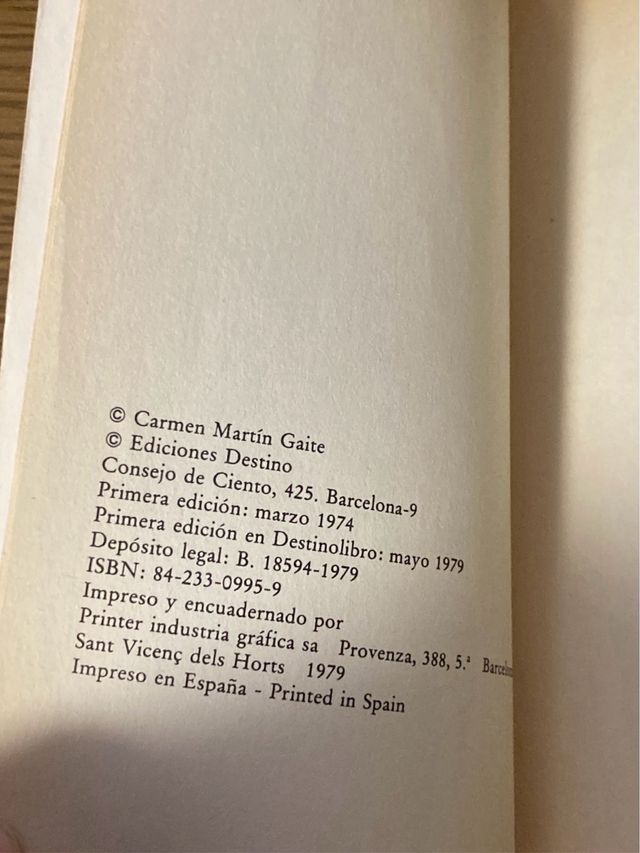 © Carmen Martín Gaite
© Ediciones Destino
Consejo de Ciento, 425. Barcelona-9
Primera edición: marzo 1974
Primera edición en Destinolibro: mayo 1979
Depósito legal: B. 18594-1979
ISBN: 84-233-0995-9
Impreso y encuadernado por
Printer industria gráfica sa Provenza, 388, 5.ª
Sant Vicenç dels Horts 1979
Impreso en España - Printed in Spain